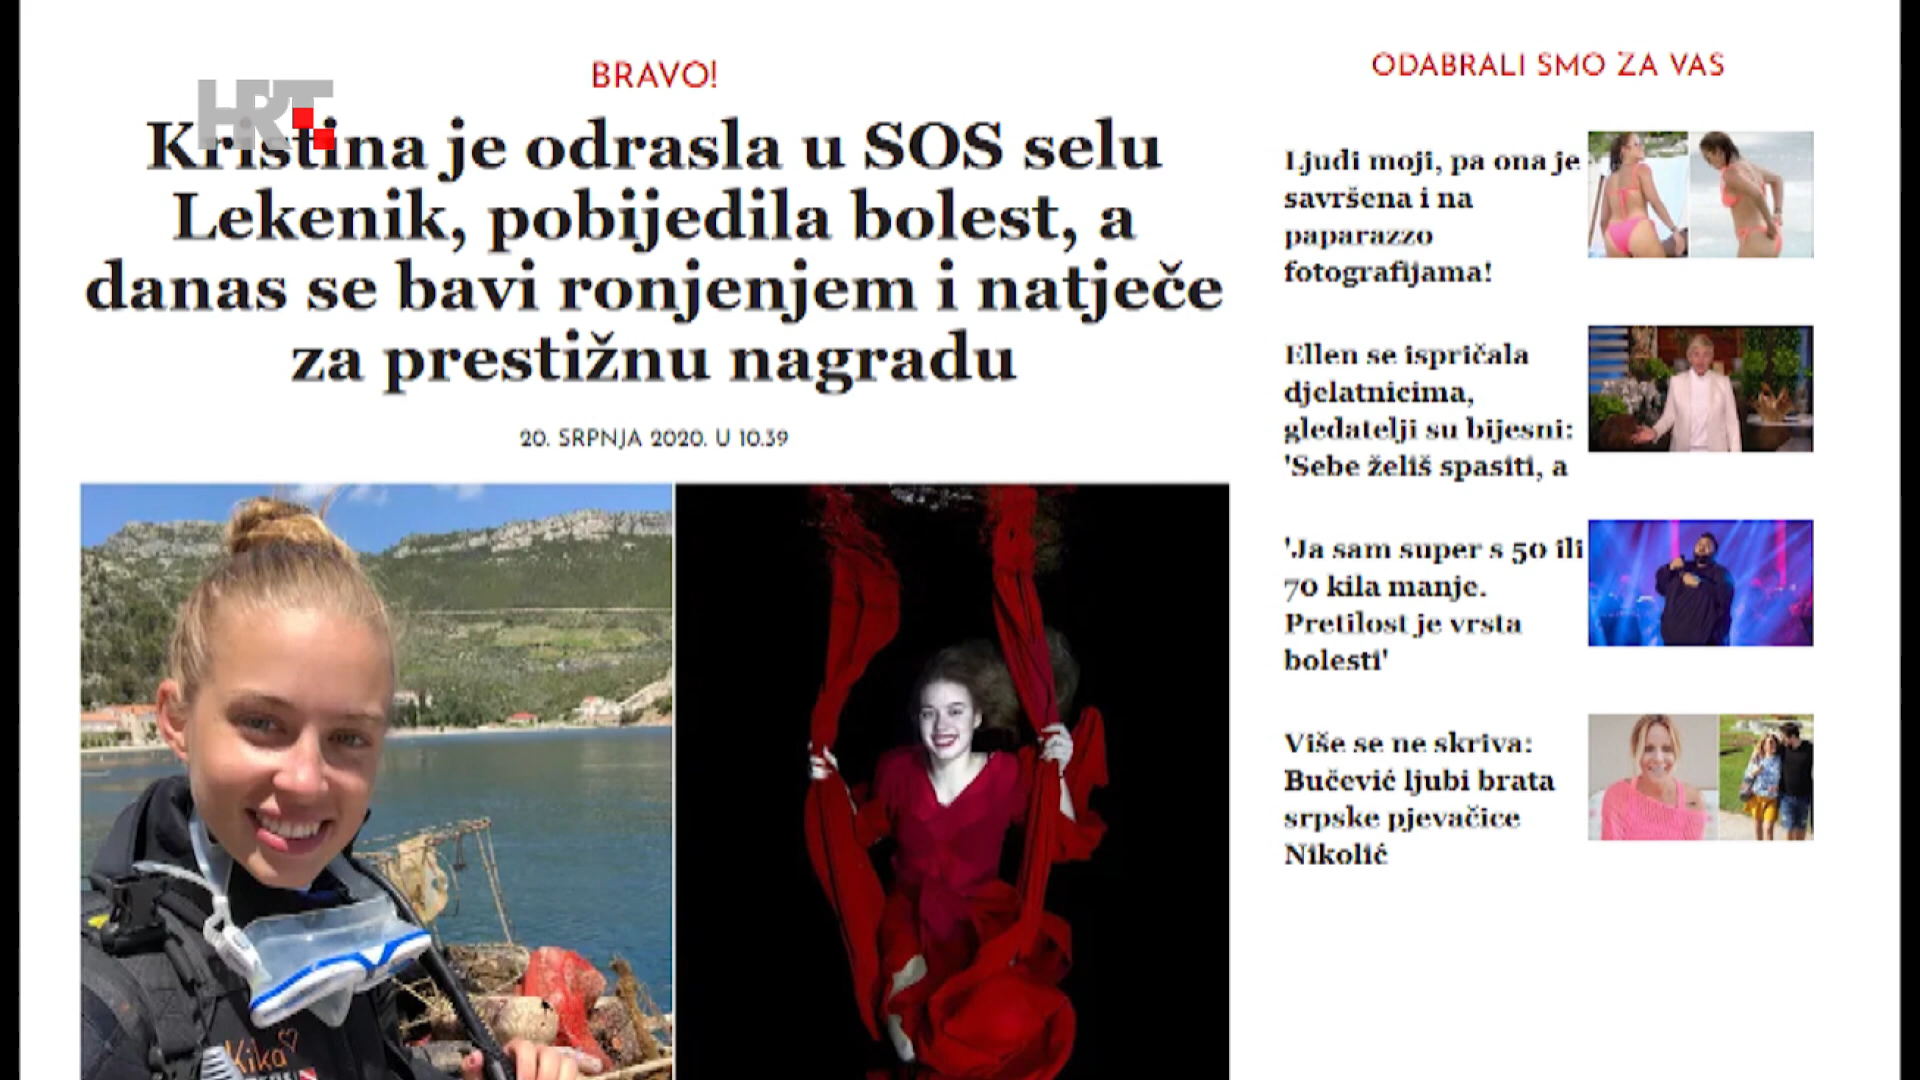 HRT
BRAVO!
Kristina je odrasla u SOS selu
Lekenik, pobijedila bolest, a
danas se bavi ronjenjem i natječe
za prestižnu nagradu
20. SRPNJA 2020. U 10.39
Kika
ODABRALI SMO ZA VAS
Ljudi moji, pa ona je
savršena i na
paparazzo
fotografijama!
Ellen se ispričala
djelatnicima,
gledatelji su bijesni:
'Sebe želiš spasiti, a
'Ja sam super s 50 ili
70 kila manje.
Pretilost je vrsta
bolesti'
Više se ne skriva:
Bučević ljubi brata
srpske pjevačice
Nikolić